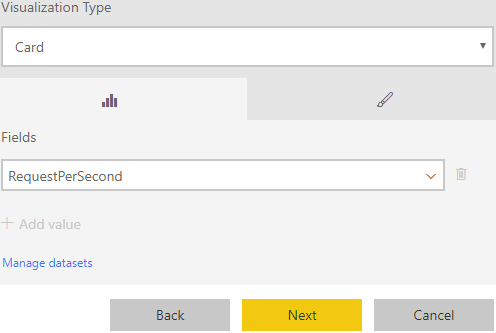 Visualization Type
Card
Fields
RequestPerSecond
Add value
Manage datasets
Back Next Cancel